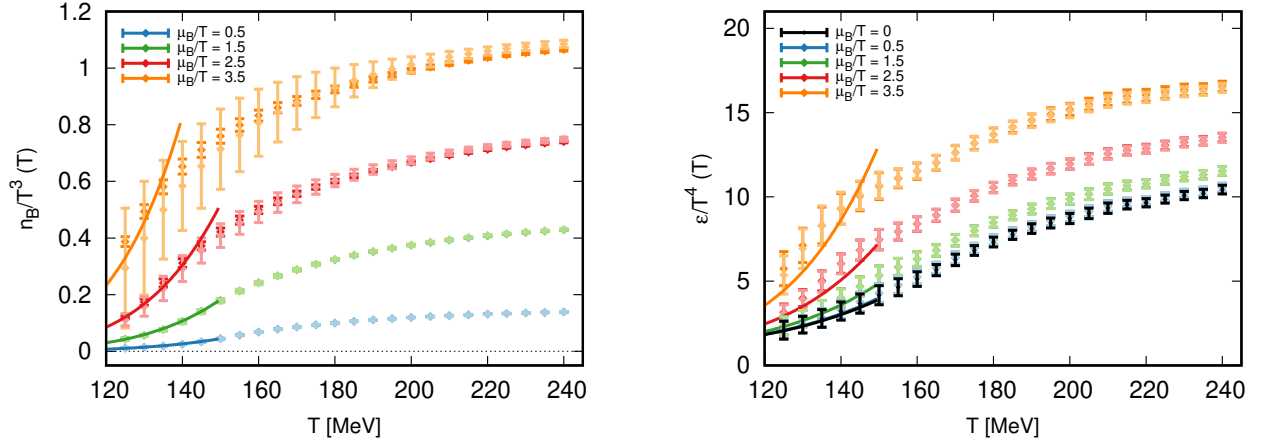 n_B/T³ (T)
1.2
1
0.8
0.6
0.4
0.2
0
μ_B/T = 0.5
μ_B/T = 1.5
μ_B/T = 2.5
μ_B/T = 3.5
120 140 160 180 200 220 240
T [MeV]
ε/T⁴ (T)
20
15
10
5
0
μ_B/T = 0
μ_B/T = 0.5
μ_B/T = 1.5
μ_B/T = 2.5
μ_B/T = 3.5
120 140 160 180 200 220 240
T [MeV]